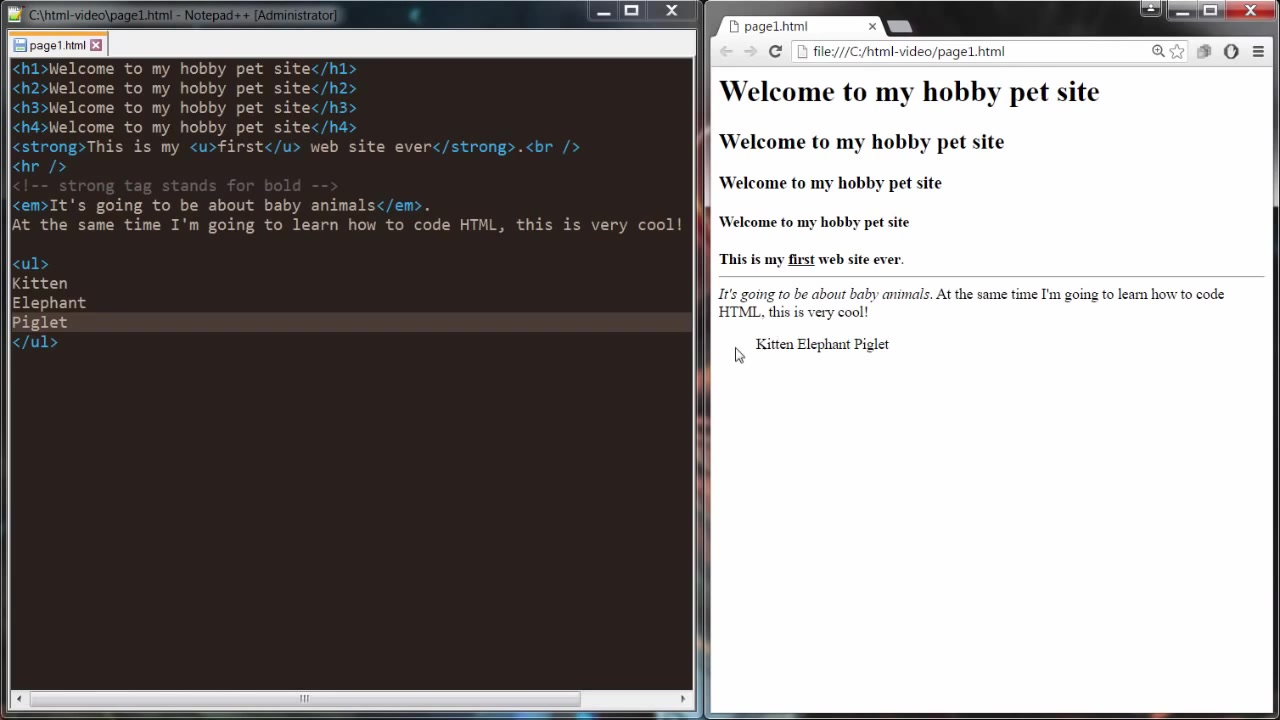 C:\html-video\page1.html - Notepad++ [Administrator]
page1.html
<h1>Welcome to my hobby pet site</h1>
<h2>Welcome to my hobby pet site</h2>
<h3>Welcome to my hobby pet site</h3>
<h4>Welcome to my hobby pet site</h4>
<strong>This is my <u>first</u> web site ever</strong>.<br />
<hr />
<!-- strong tag stands for bold -->
<em>It's going to be about baby animals</em>.
At the same time I'm going to learn how to code HTML, this is very cool!
<ul>
Kitten
Elephant
Piglet
</ul>
page1.html
file:///C:/html-video/page1.html
Welcome to my hobby pet site
Welcome to my hobby pet site
Welcome to my hobby pet site
Welcome to my hobby pet site
This is my first web site ever.
It's going to be about baby animals. At the same time I'm going to learn how to code
HTML, this is very cool!
Kitten Elephant Piglet